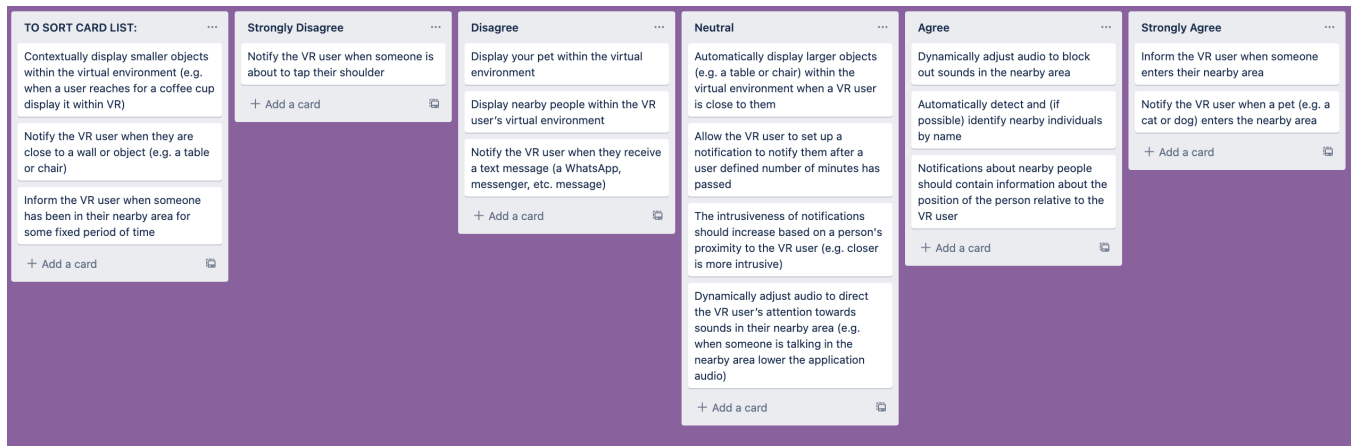 TO SORT CARD LIST:
Contextually display smaller objects
within the virtual environment (e.g.
when a user reaches for a coffee cup
display it within VR)
Notify the VR user when they are
close to a wall or object (e.g. a table
or chair)
Inform the VR user when someone
has been in their nearby area for
some fixed period of time
+ Add a card
Strongly Disagree
Notify the VR user when someone is
about to tap their shoulder
+ Add a card
Disagree
Display your pet within the virtual
environment
Display nearby people within the VR
user's virtual environment
Notify the VR user when they receive
a text message (a WhatsApp,
messenger, etc. message)
+ Add a card
Neutral
Automatically display larger objects
(e.g. a table or chair) within the
virtual environment when a VR user
is close to them
Allow the VR user to set up a
notification to notify them after a
user defined number of minutes has
passed
The intrusiveness of notifications
should increase based on a person's
proximity to the VR user (e.g. closer
is more intrusive)
Dynamically adjust audio to direct
the VR user's attention towards
sounds in their nearby area (e.g.
when someone is talking in the
nearby area lower the application
audio)
+ Add a card
Agree
Dynamically adjust audio to block
out sounds in the nearby area
Automatically detect and (if
possible) identify nearby individuals
by name
Notifications about nearby people
should contain information about the
position of the person relative to the
VR user
+ Add a card
Strongly Agree
Inform the VR user when someone
enters their nearby area
Notify the VR user when a pet (e.g. a
cat or dog) enters the nearby area
+ Add a card